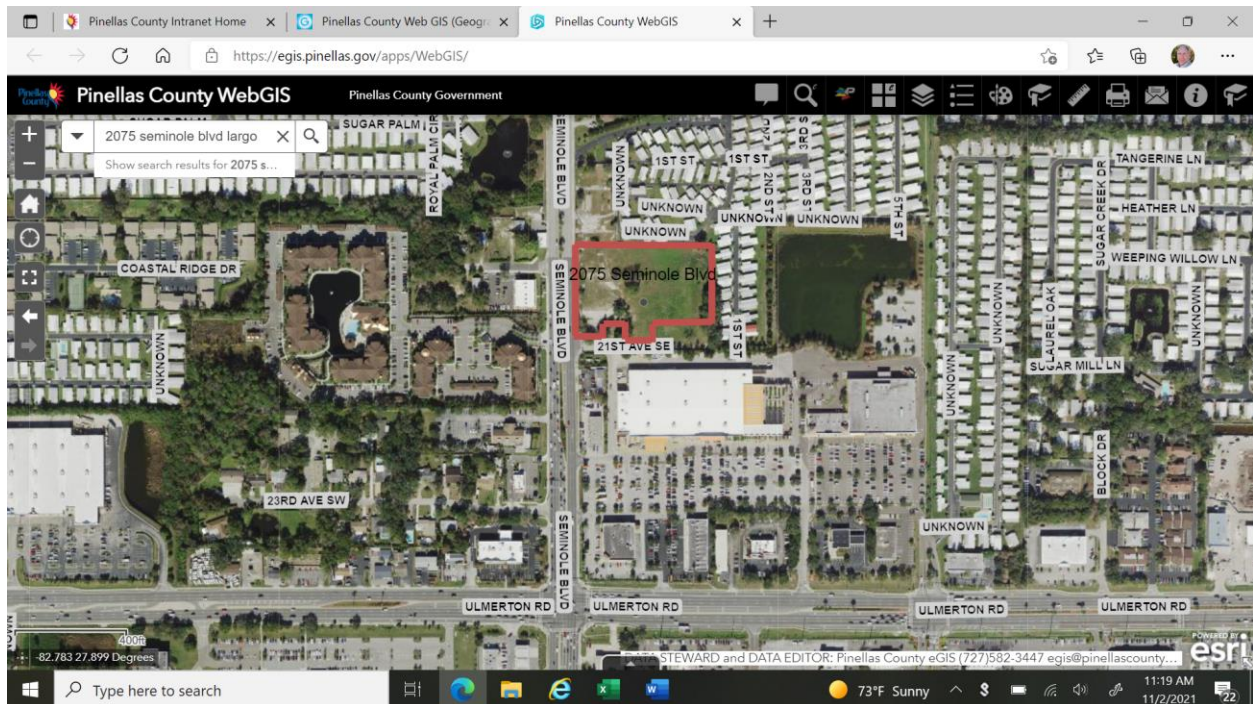 Pinellas County Intranet Home
Pinellas County Web GIS (Geogra
Pinellas County WebGIS
https://egis.pinellas.gov/apps/WebGIS/
Pinellas County
Pinellas County WebGIS
Pinellas County Government
2075 seminole blvd largo
Show search results for 2075 s...
SUGAR PALM
ROYAL PALM CIR
SEMINOLE BLVD
UNKNOWN
1ST ST
1ST ST
2ND ST
3RD ST
UNKNOWN
UNKNOWN
UNKNOWN
UNKNOWN
5TH ST
TANGERINE LN
SUGAR CREEK DR
HEATHER LN
WEEPING WILLOW LN
COASTAL RIDGE DR
SEMINOLE BLVD
2075 Seminole Blvd
21ST AVE SE
1ST ST
UNKNOWN
UNKNOWN
UNKNOWN
LAUREL OAK
UNKNOWN
SUGAR MILL LN
BLOCK DR
23RD AVE SW
SEMINOLE BLVD
UNKNOWN
ULMERTON RD
ULMERTON RD
ULMERTON RD
ULMERTON RD
400ft
-82.783 27.899 Degrees
DATA STEWARD and DATA EDITOR: Pinellas County eGIS (727)582-3447 egis@pinellascounty...
POWERED BY
esri
Type here to search
73°F Sunny
11:19 AM
11/2/2021
22